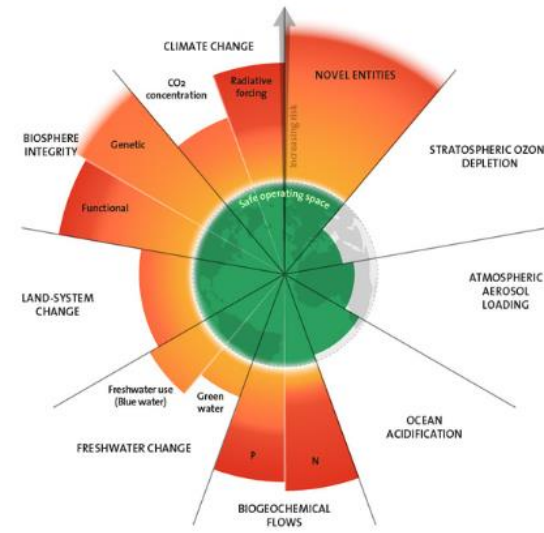 CLIMATE CHANGE
Radiative
forcing
CO2
concentration
Increasing risk
NOVEL ENTITIES
STRATOSPHERIC OZON
DEPLETION
ATMOSPHERIC
AEROSOL
LOADING
OCEAN
ACIDIFICATION
N
P
BIOGEOCHEMICAL
FLOWS
Green
water
Freshwater use
(Blue water)
FRESHWATER CHANGE
LAND-SYSTEM
CHANGE
BIOSPHERE
INTEGRITY
Genetic
Functional
Safe operating space